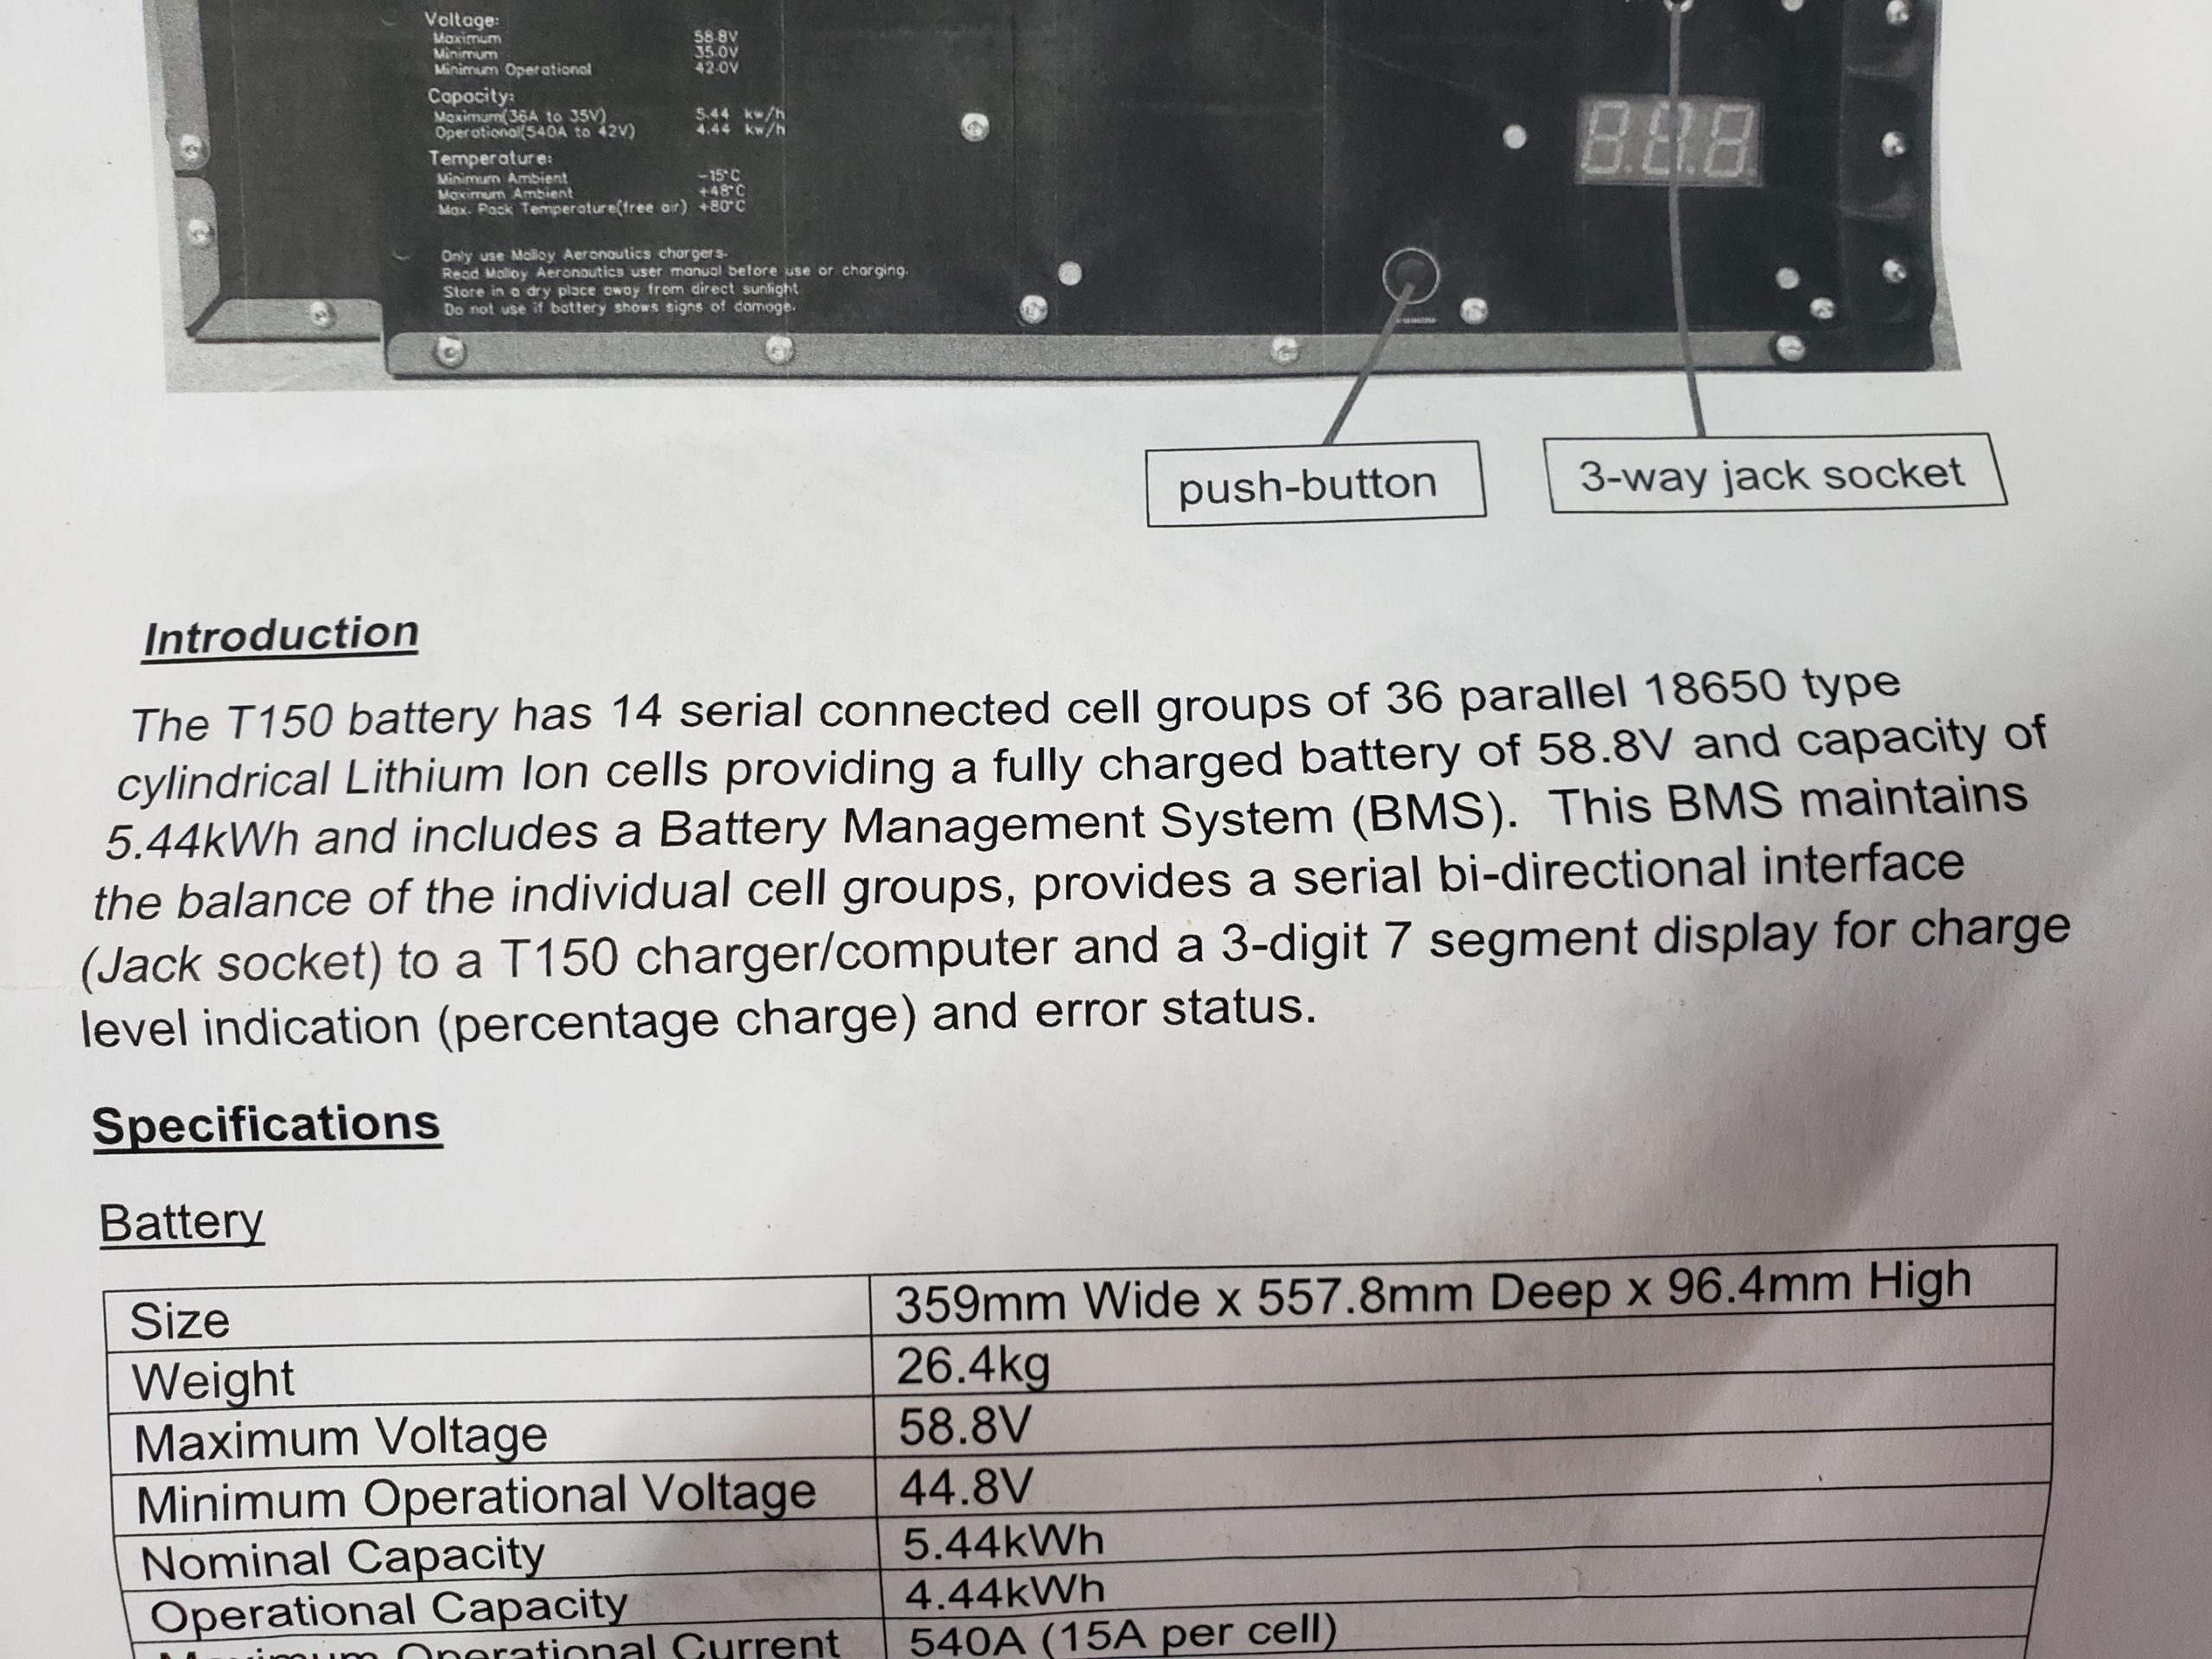 Voltage:
Maximum 58.8V
Minimum 35.0V
Minimum Operational 42.0V
Capacity:
Maximum(36A to 35V) 5.44 kw/h
Operational(540A to 42V) 4.44 kw/h
Temperature:
Minimum Ambient -15°C
Maximum Ambient +48°C
Max. Pack Temperature(free air) +80°C
Only use Malloy Aeronautics chargers.
Read Malloy Aeronautics user manual before use or charging.
Store in a dry place away from direct sunlight
Do not use if battery shows signs of damage.
8.8.8.
push-button
3-way jack socket
Introduction
The T150 battery has 14 serial connected cell groups of 36 parallel 18650 type
cylindrical Lithium Ion cells providing a fully charged battery of 58.8V and capacity of
5.44kWh and includes a Battery Management System (BMS). This BMS maintains
the balance of the individual cell groups, provides a serial bi-directional interface
(Jack socket) to a T150 charger/computer and a 3-digit 7 segment display for charge
level indication (percentage charge) and error status.
Specifications
Battery
Size 359mm Wide x 557.8mm Deep x 96.4mm High
Weight 26.4kg
Maximum Voltage 58.8V
Minimum Operational Voltage 44.8V
Nominal Capacity 5.44kWh
Operational Capacity 4.44kWh
Maximum Operational Current 540A (15A per cell)